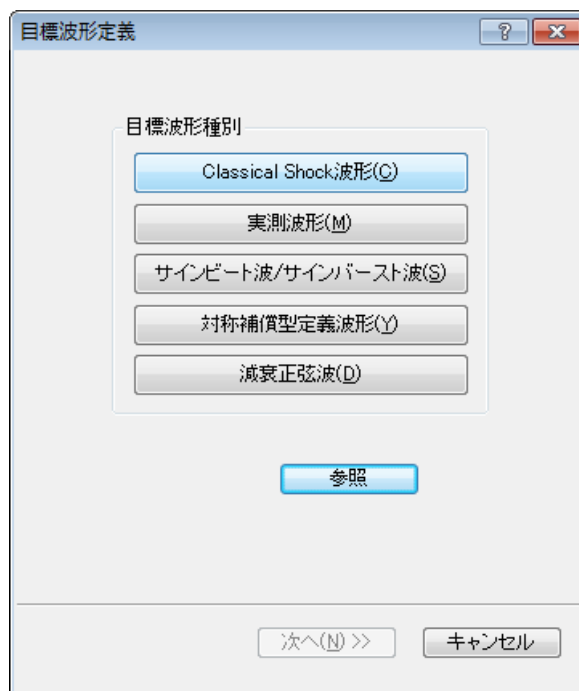 目標波形定義
目標波形種別
Classical Shock波形(C)
実測波形(M)
サインビート波/サインバースト波(S)
対称補償型定義波形(Y)
減衰正弦波(D)
参照
次へ(N) >>
キャンセル